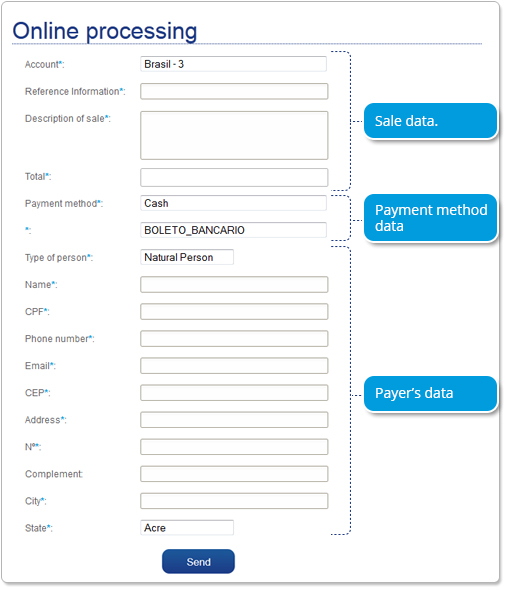 Online processing
Account*: Brasil - 3
Reference Information*:
Description of sale*:
Sale data.
Total*:
Payment method*: Cash
Payment method
data
*: BOLETO_BANCARIO
Type of person*: Natural Person
Name*:
CPF*:
Phone number*:
Email*:
CEP*:
Payer's data
Address*:
Nº*:
Complement:
City*:
State*: Acre
Send